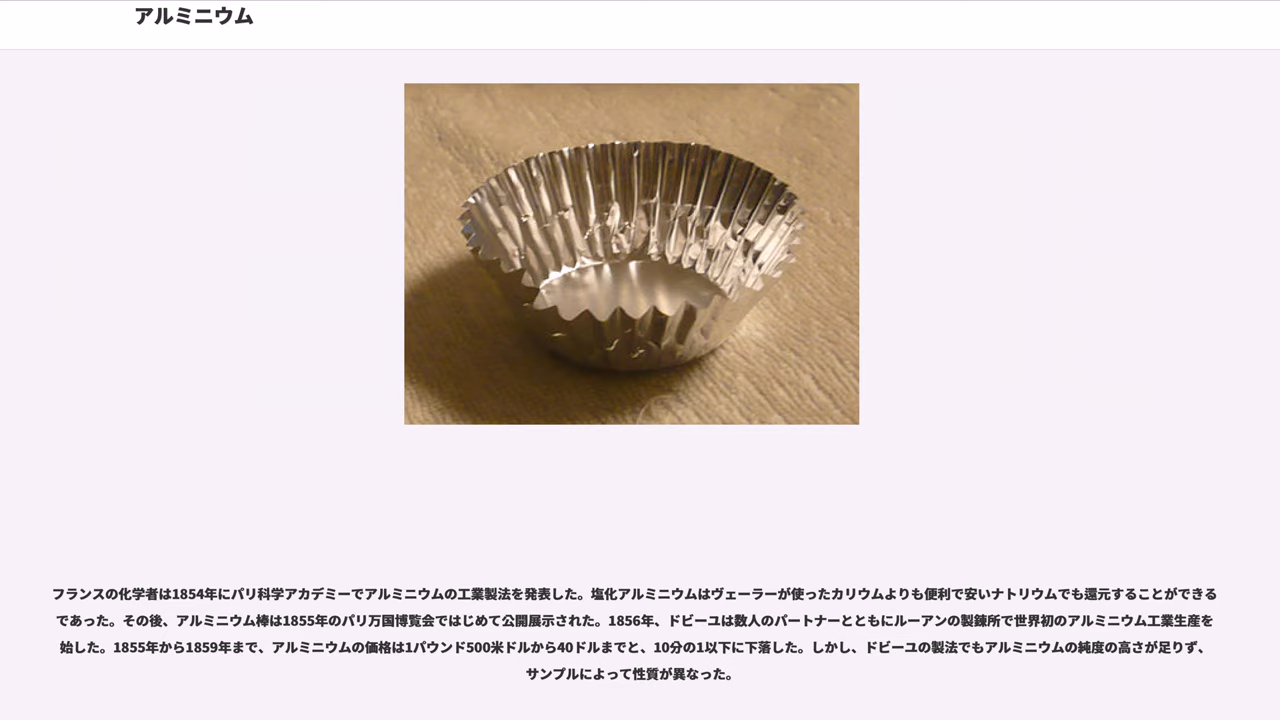 アルミニウム
フランスの化学者は1854年にパリ科学アカデミーでアルミニウムの工業製法を発表した。塩化アルミニウムはヴェーラーが使ったカリウムよりも便利で安いナトリウムでも還元することができる
であった。その後、アルミニウム棒は1855年のパリ万国博覧会ではじめて公開展示された。1856年、ドビーユは数人のパートナーとともにルーアンの製錬所で世界初のアルミニウム工業生産を
始した。1855年から1859年まで、アルミニウムの価格は1パウンド500米ドルから40ドルまでと、10分の1以下に下落した。しかし、ドビーユの製法でもアルミニウムの純度の高さが足りず、
サンプルによって性質が異なった。